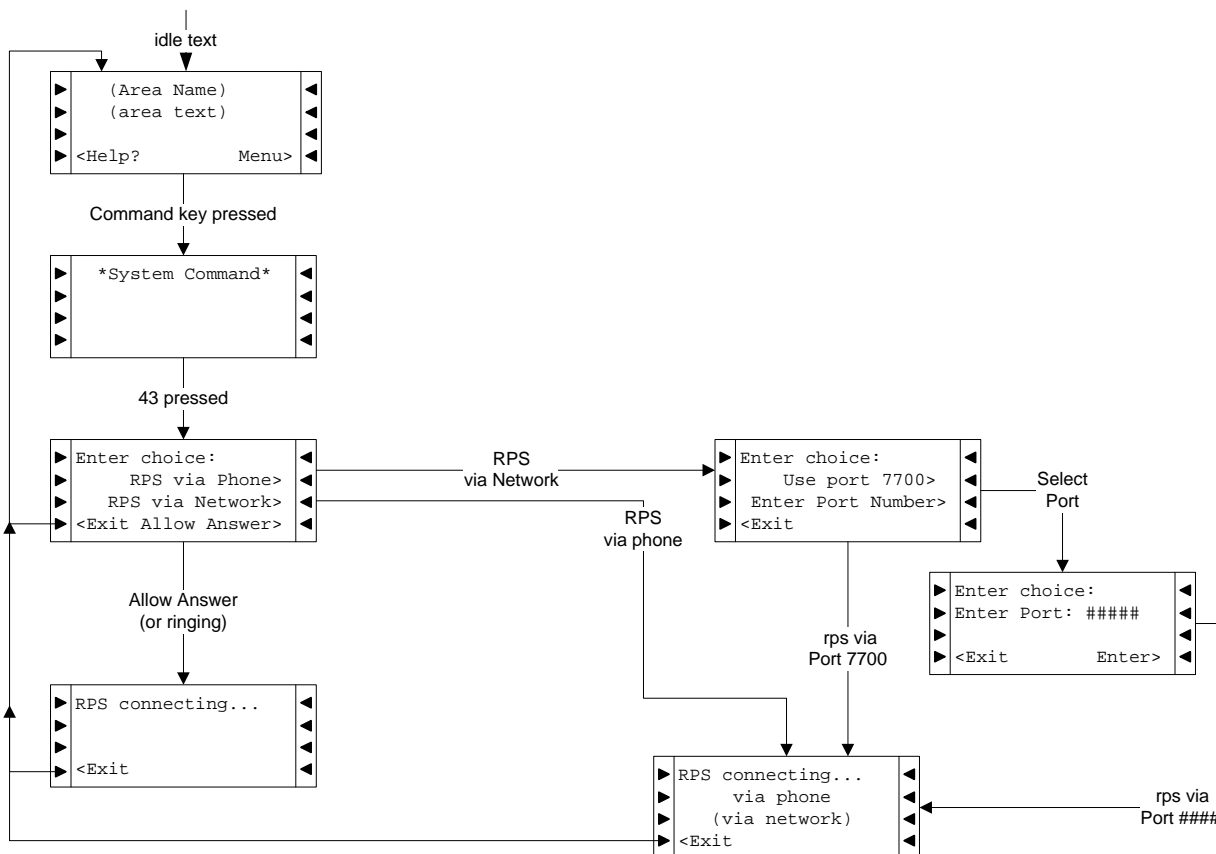 idle text
(Area Name)
(area text)
<Help? Menu>
Command key pressed
*System Command*
43 pressed
Enter choice:
RPS via Phone>
RPS via Network>
<Exit Allow Answer>
RPS
via Network
RPS
via phone
Enter choice:
Use port 7700>
Enter Port Number>
<Exit
Select
Port
Enter choice:
Enter Port: #####
<Exit Enter>
Allow Answer
(or ringing)
rps via
Port 7700
RPS connecting...
<Exit
RPS connecting...
via phone
(via network)
<Exit
rps via
Port ####